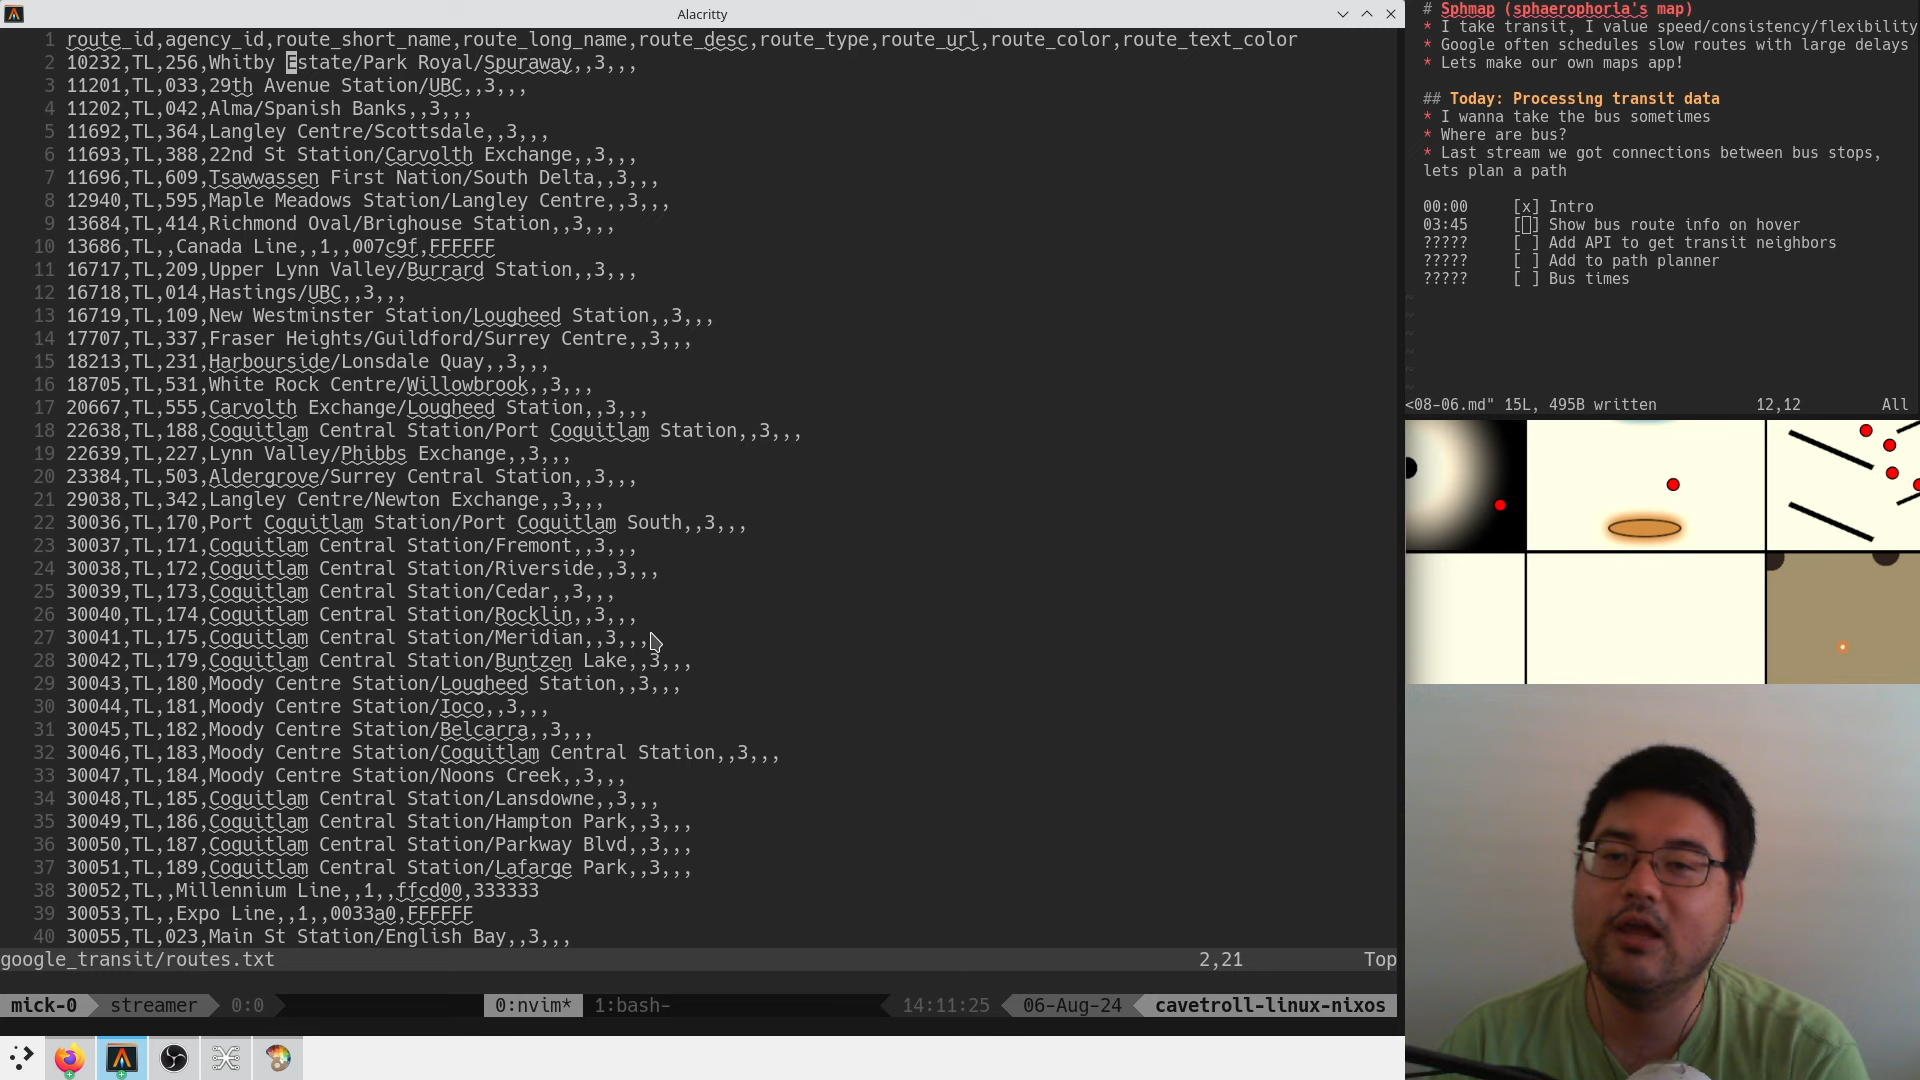 Alacritty
1 route_id,agency_id,route_short_name,route_long_name,route_desc,route_type,route_url,route_color,route_text_color
2 10232,TL,256,Whitby Estate/Park Royal/Spuraway,,3,,,
3 11201,TL,033,29th Avenue Station/UBC,,3,,,
4 11202,TL,042,Alma/Spanish Banks,,3,,,
5 11692,TL,364,Langley Centre/Scottsdale,,3,,,
6 11693,TL,388,22nd St Station/Carvolth Exchange,,3,,,
7 11696,TL,609,Tsawwassen First Nation/South Delta,,3,,,
8 12940,TL,595,Maple Meadows Station/Langley Centre,,3,,,
9 13684,TL,414,Richmond Oval/Brighouse Station,,3,,,
10 13686,TL,,Canada Line,,1,,007c9f,FFFFFF
11 16717,TL,209,Upper Lynn Valley/Burrard Station,,3,,,
12 16718,TL,014,Hastings/UBC,,3,,,
13 16719,TL,109,New Westminster Station/Lougheed Station,,3,,,
14 17707,TL,337,Fraser Heights/Guildford/Surrey Centre,,3,,,
15 18213,TL,231,Harbourside/Lonsdale Quay,,3,,,
16 18705,TL,531,White Rock Centre/Willowbrook,,3,,,
17 20667,TL,555,Carvolth Exchange/Lougheed Station,,3,,,
18 22638,TL,188,Coquitlam Central Station/Port Coquitlam Station,,3,,,
19 22639,TL,227,Lynn Valley/Phibbs Exchange,,3,,,
20 23384,TL,503,Aldergrove/Surrey Central Station,,3,,,
21 29038,TL,342,Langley Centre/Newton Exchange,,3,,,
22 30036,TL,170,Port Coquitlam Station/Port Coquitlam South,,3,,,
23 30037,TL,171,Coquitlam Central Station/Fremont,,3,,,
24 30038,TL,172,Coquitlam Central Station/Riverside,,3,,,
25 30039,TL,173,Coquitlam Central Station/Cedar,,3,,,
26 30040,TL,174,Coquitlam Central Station/Rocklin,,3,,,
27 30041,TL,175,Coquitlam Central Station/Meridian,,3,,,
28 30042,TL,179,Coquitlam Central Station/Buntzen Lake,,3,,,
29 30043,TL,180,Moody Centre Station/Lougheed Station,,3,,,
30 30044,TL,181,Moody Centre Station/Ioco,,3,,,
31 30045,TL,182,Moody Centre Station/Belcarra,,3,,,
32 30046,TL,183,Moody Centre Station/Coquitlam Central Station,,3,,,
33 30047,TL,184,Moody Centre Station/Noons Creek,,3,,,
34 30048,TL,185,Coquitlam Central Station/Lansdowne,,3,,,
35 30049,TL,186,Coquitlam Central Station/Hampton Park,,3,,,
36 30050,TL,187,Coquitlam Central Station/Parkway Blvd,,3,,,
37 30051,TL,189,Coquitlam Central Station/Lafarge Park,,3,,,
38 30052,TL,,Millennium Line,,1,,ffcd00,333333
39 30053,TL,,Expo Line,,1,,0033a0,FFFFFF
40 30055,TL,023,Main St Station/English Bay,,3,,,
google_transit/routes.txt 2,21 Top
mick-0 streamer 0:0 0:nvim* 1:bash- 14:11:25 06-Aug-24 cavetroll-linux-nixos
# Sphmap (sphaerophoria's map)
* I take transit, I value speed/consistency/flexibility
* Google often schedules slow routes with large delays
* Lets make our own maps app!
## Today: Processing transit data
* I wanna take the bus sometimes
* Where are bus?
* Last stream we got connections between bus stops,
lets plan a path
00:00 [x] Intro
03:45 [ ] Show bus route info on hover
????? [ ] Add API to get transit neighbors
????? [ ] Add to path planner
????? [ ] Bus times
~
~
~
~
~
~
<08-06.md" 15L, 495B written 12,12 All